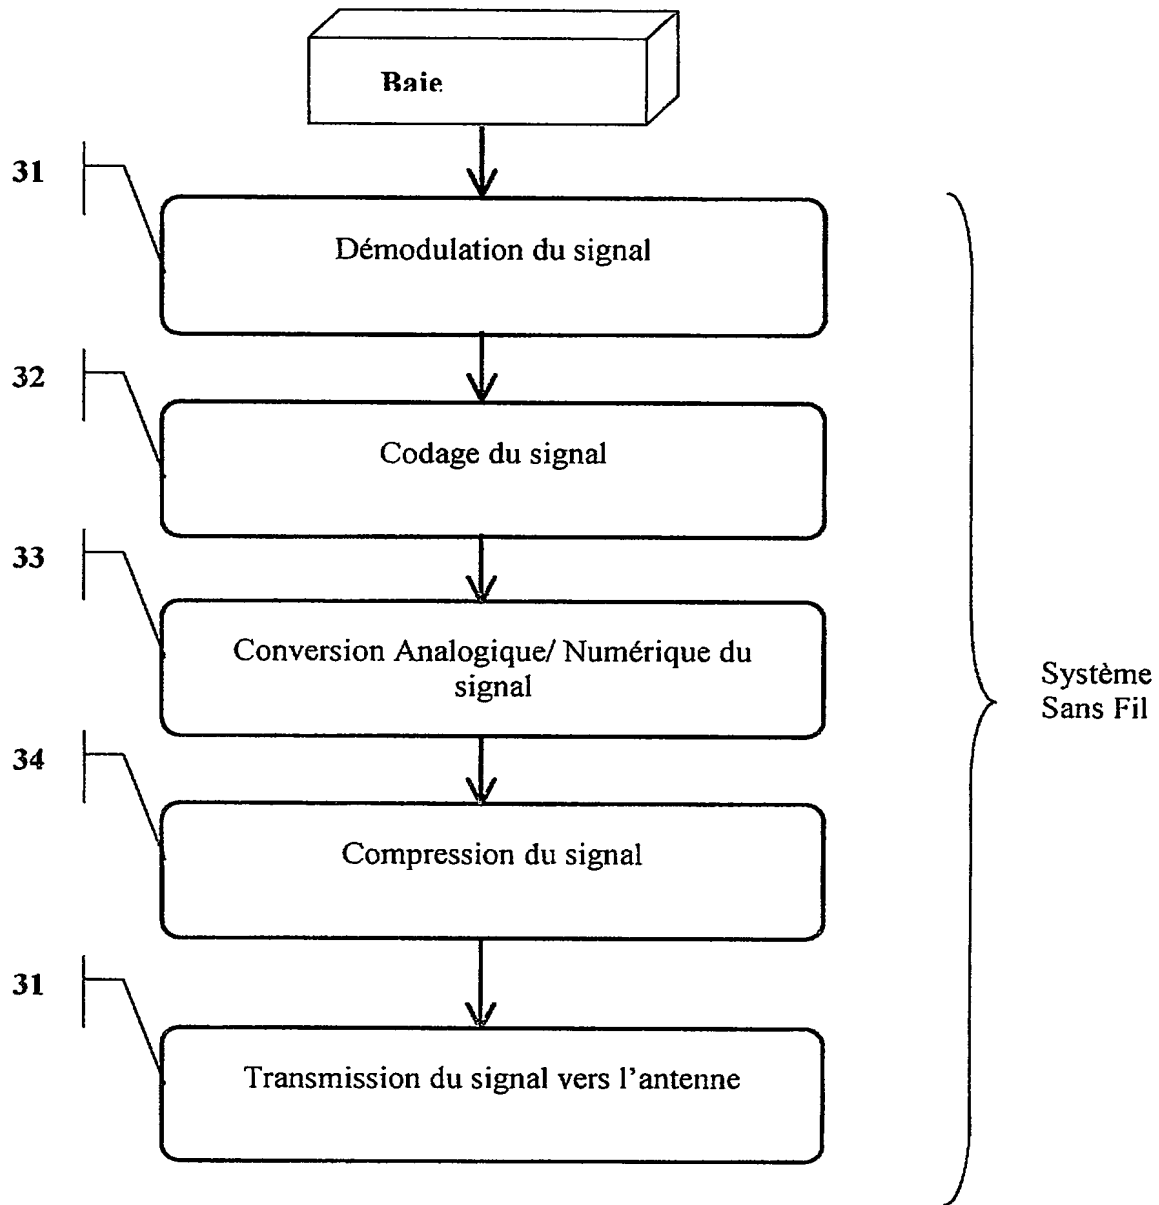 Baie
31
Démodulation du signal
32
Codage du signal
33
Conversion Analogique/ Numérique du
signal
34
Compression du signal
31
Transmission du signal vers l'antenne
Système
Sans Fil